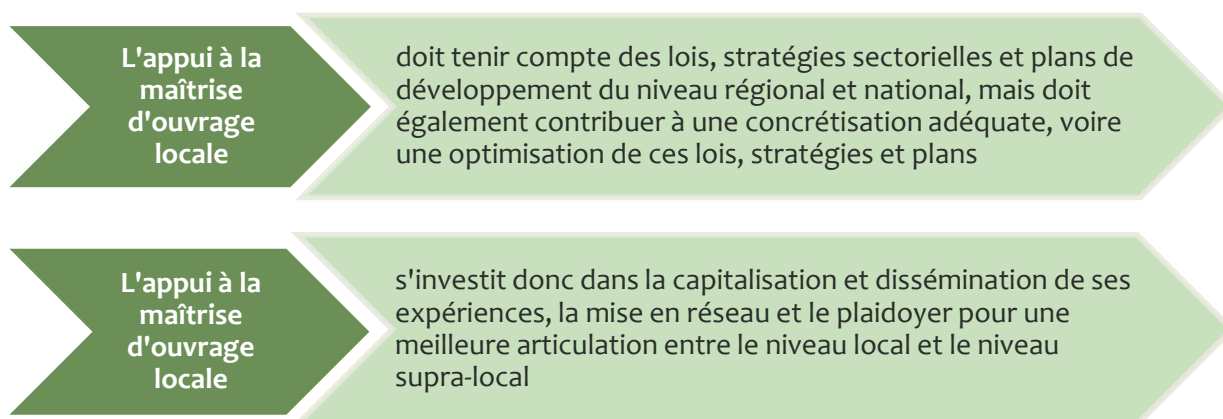 L'appui à la
maîtrise
d'ouvrage
locale
doit tenir compte des lois, stratégies sectorielles et plans de
développement du niveau régional et national, mais doit
également contribuer à une concrétisation adéquate, voire
une optimisation de ces lois, stratégies et plans
L'appui à la
maîtrise
d'ouvrage
locale
s'investit donc dans la capitalisation et dissémination de ses
expériences, la mise en réseau et le plaidoyer pour une
meilleure articulation entre le niveau local et le niveau
supra-local